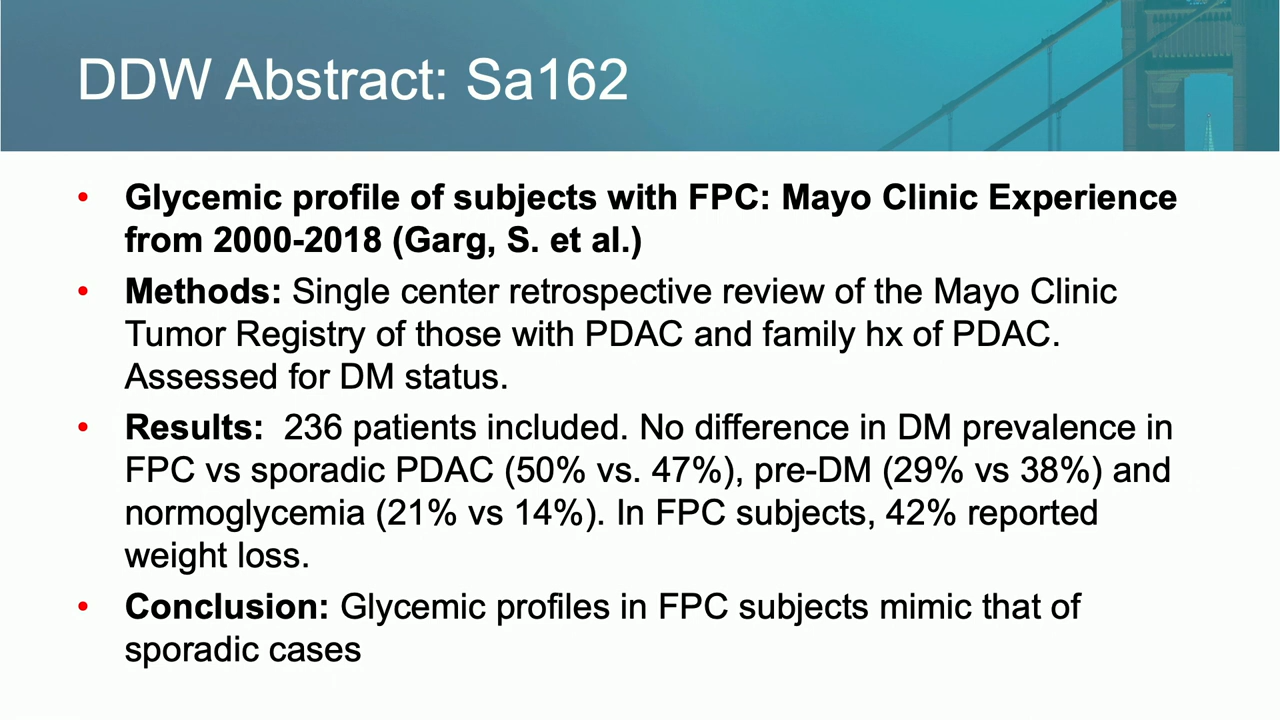 DDW Abstract: Sa162
• Glycemic profile of subjects with FPC: Mayo Clinic Experience
from 2000-2018 (Garg, S. et al.)
• Methods: Single center retrospective review of the Mayo Clinic
Tumor Registry of those with PDAC and family hx of PDAC.
Assessed for DM status.
• Results:  236 patients included. No difference in DM prevalence in
FPC vs sporadic PDAC (50% vs. 47%), pre-DM (29% vs 38%) and
normoglycemia (21% vs 14%). In FPC subjects, 42% reported
weight loss.
• Conclusion: Glycemic profiles in FPC subjects mimic that of
sporadic cases